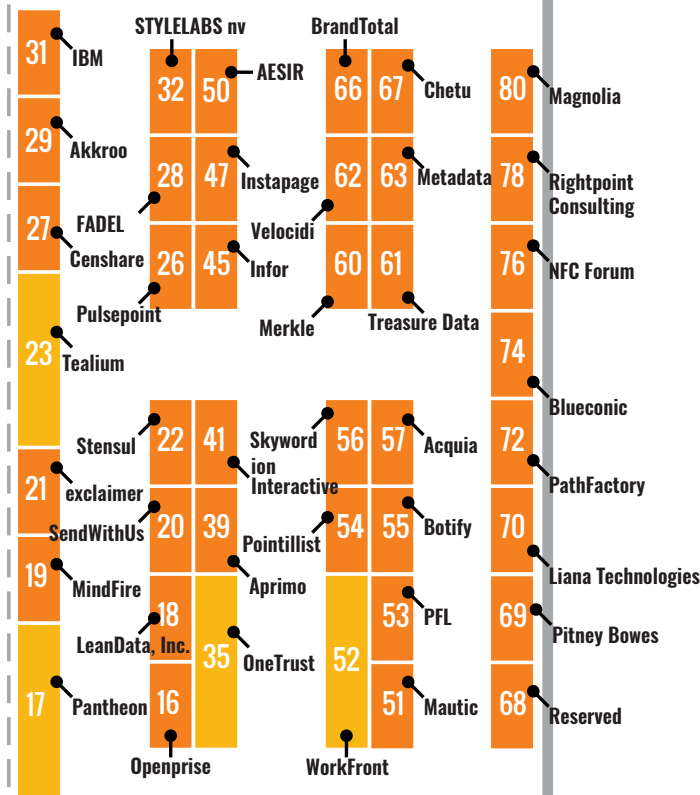 STYLELABS nv
BrandTotal
31
IBM
32
50
AESIR
66
67
Chetu
80
Magnolia
29
Akkroo
28
47
Instapage
62
63
Metadata
78
Rightpoint
Consulting
FADEL
Velocidi
27
Censhare
26
45
Infor
60
61
76
NFC Forum
Pulsepoint
Merkle
Treasure Data
23
Tealium
74
Blueconic
22
41
Stensul
Skyword
56
57
Acquia
72
ion
Interactive
PathFactory
21
exclaimer
SendWithUs
20
39
Pointillist
54
55
Botify
70
Liana Technologies
19
MindFire
Aprimo
18
LeanData, Inc.
35
OneTrust
52
53
PFL
69
Pitney Bowes
17
Pantheon
16
51
Mautic
68
Reserved
Openprise
WorkFront